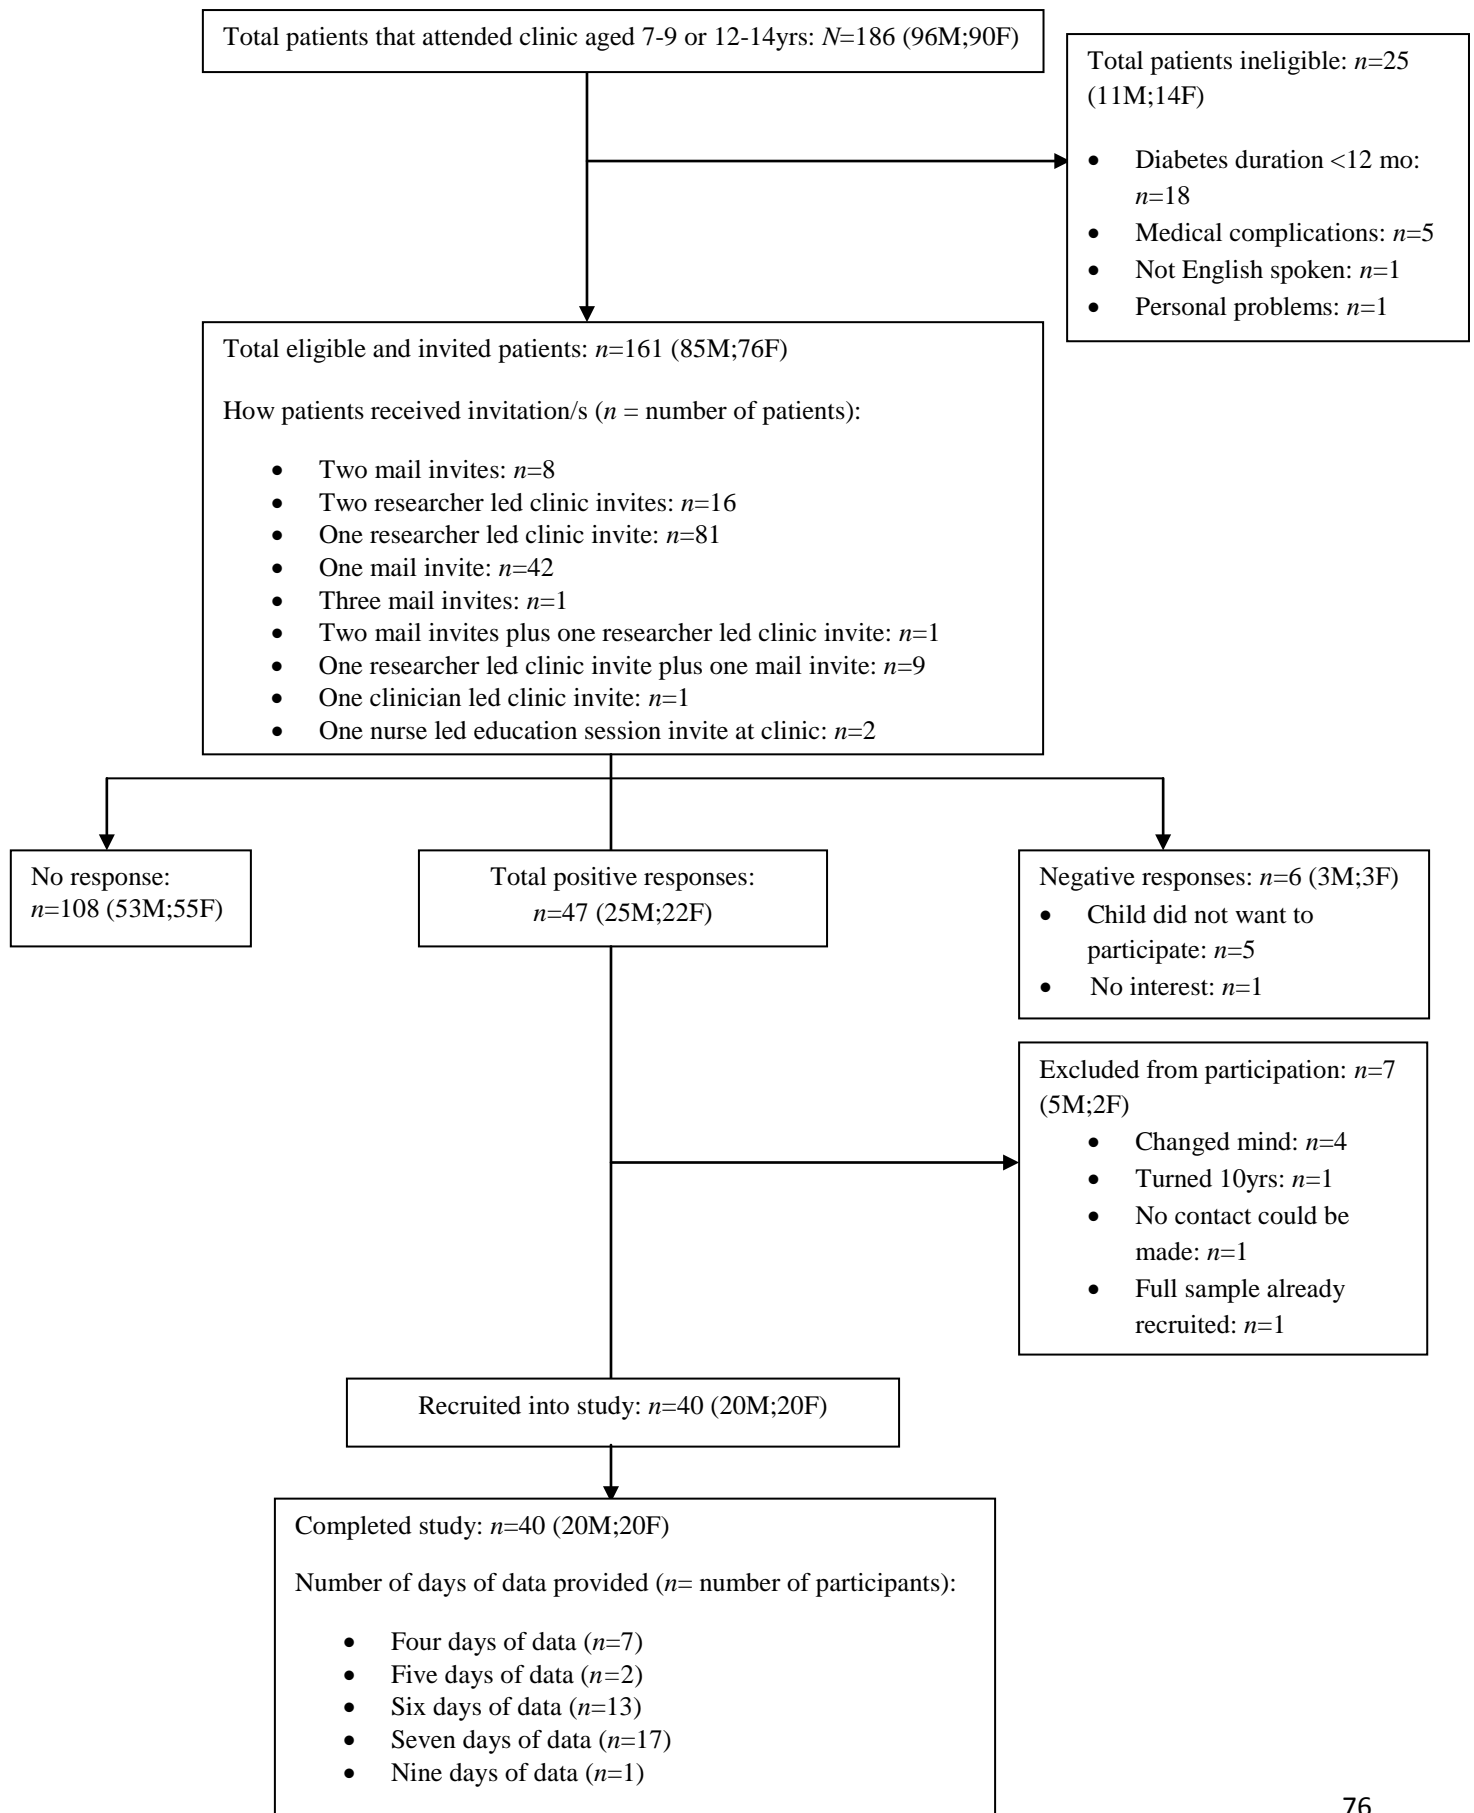 Total patients that attended clinic aged 7-9 or 12-14yrs: N=186 (96M;90F)
Total patients ineligible: n=25
(11M;14F)
• Diabetes duration <12 mo:
n=18
• Medical complications: n=5
• Not English spoken: n=1
• Personal problems: n=1
Total eligible and invited patients: n=161 (85M;76F)
How patients received invitation/s (n = number of patients):
• Two mail invites: n=8
• Two researcher led clinic invites: n=16
• One researcher led clinic invite: n=81
• One mail invite: n=42
• Three mail invites: n=1
• Two mail invites plus one researcher led clinic invite: n=1
• One researcher led clinic invite plus one mail invite: n=9
• One clinician led clinic invite: n=1
• One nurse led education session invite at clinic: n=2
No response:
n=108 (53M;55F)
Total positive responses:
n=47 (25M;22F)
Negative responses: n=6 (3M;3F)
• Child did not want to
participate: n=5
• No interest: n=1
Excluded from participation: n=7
(5M;2F)
• Changed mind: n=4
• Turned 10yrs: n=1
• No contact could be
made: n=1
• Full sample already
recruited: n=1
Recruited into study: n=40 (20M;20F)
Completed study: n=40 (20M;20F)
Number of days of data provided (n= number of participants):
• Four days of data (n=7)
• Five days of data (n=2)
• Six days of data (n=13)
• Seven days of data (n=17)
• Nine days of data (n=1)
76